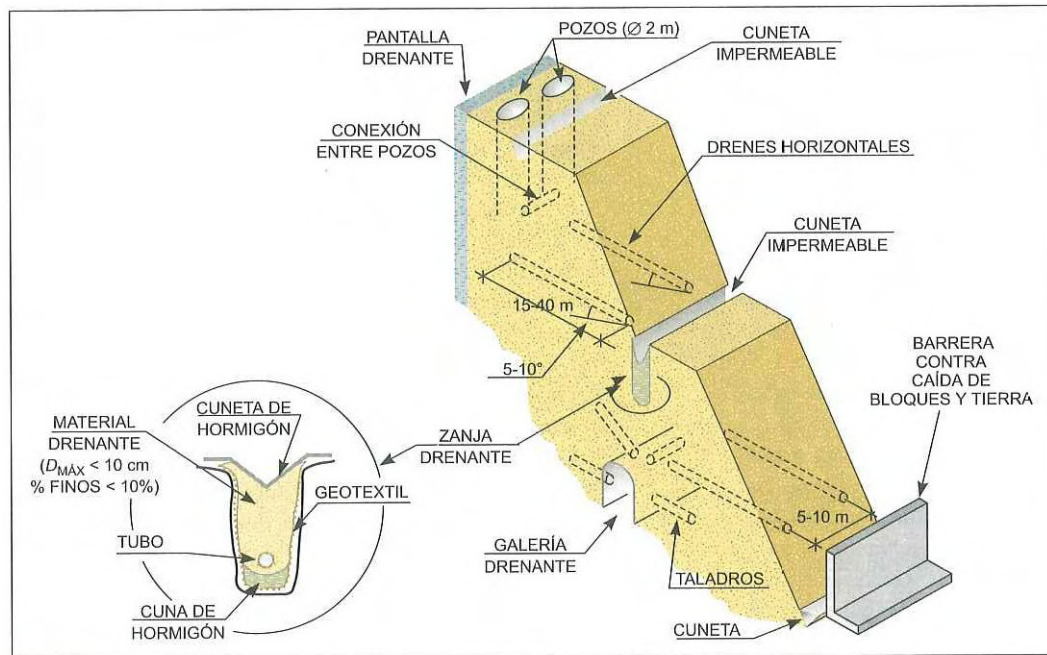 PANTALLA
DRENANTE
POZOS (Ø 2 m)
CUNETA
IMPERMEABLE
CONEXIÓN
ENTRE POZOS
DRENES HORIZONTALES
CUNETA
IMPERMEABLE
15-40 m
5-10°
BARRERA
CONTRA
CAÍDA DE
BLOQUES Y TIERRA
CUNETA DE
HORMIGÓN
MATERIAL
DRENANTE
(DMÁX < 10 cm
% FINOS < 10%)
ZANJA
DRENANTE
GEOTEXTIL
5-10 m
TUBO
GALERÍA
DRENANTE
TALADROS
CUNA DE
HORMIGÓN
CUNETA